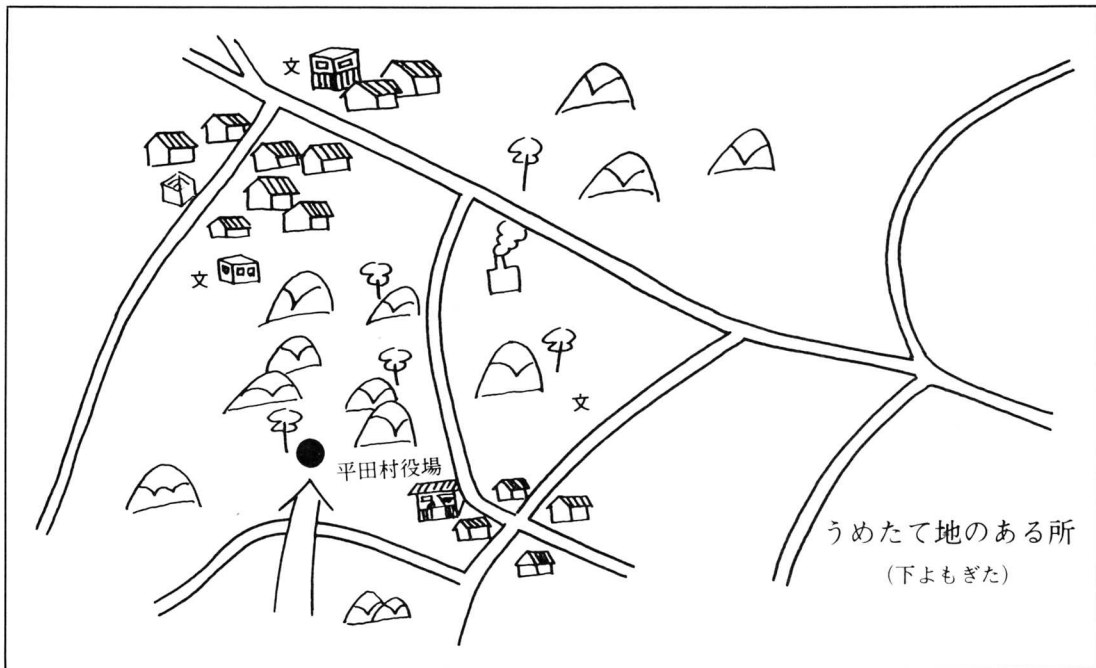 文
文
文
平田村役場
うめたて地のある所
(下よもぎた)